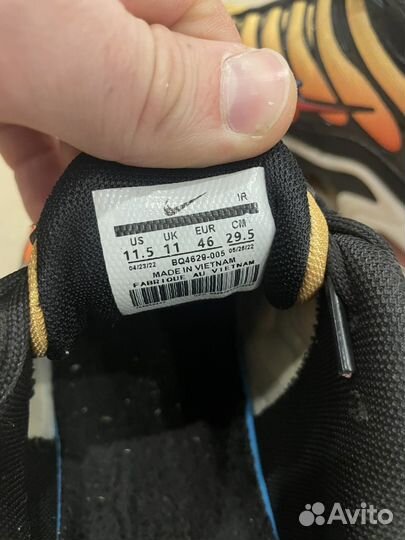 IR
US UK EUR CM
11.5 11 46 29.5
04/23/22 BQ4629-005 05/26/22
MADE IN VIETNAM
FABRIQUE AU VIETNAM
Avito